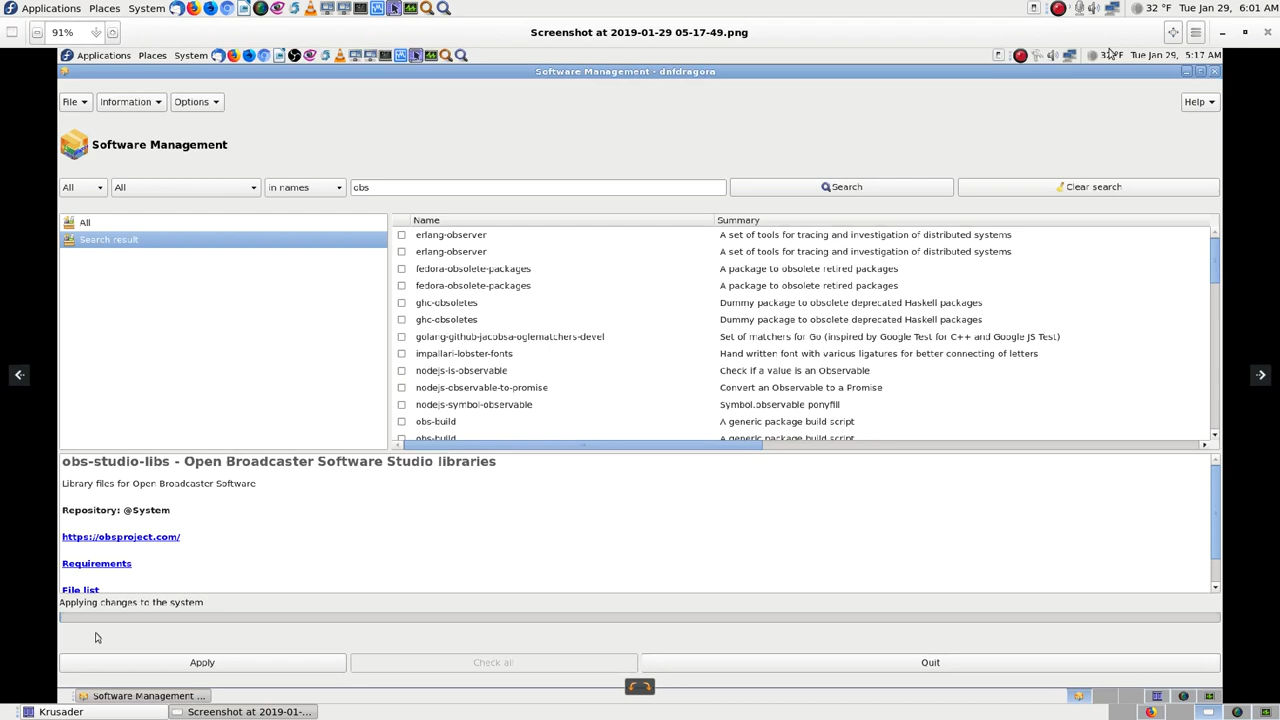 Applications Places System 32 °F Tue Jan 29, 6:01 AM
91% Screenshot at 2019-01-29 05-17-49.png
Applications Places System Tue Jan 29, 5:17 AM
Software Management - dnfdragora
File Information Options Help
Software Management
All All in names obs Search Clear search
All
Search result
Name Summary
erlang-observer A set of tools for tracing and investigation of distributed systems
erlang-observer A set of tools for tracing and investigation of distributed systems
fedora-obsolete-packages A package to obsolete retired packages
fedora-obsolete-packages A package to obsolete retired packages
ghc-obsoletes Dummy package to obsolete deprecated Haskell packages
ghc-obsoletes Dummy package to obsolete deprecated Haskell packages
golang-github-jacobsa-oglematchers-devel Set of matchers for Go (inspired by Google Test for C++ and Google JS Test)
impallari-lobster-fonts Hand written font with various ligatures for better connecting of letters
nodejs-is-observable Check if a value is an Observable
nodejs-observable-to-promise Convert an Observable to a Promise
nodejs-symbol-observable Symbol.observable ponyfill
obs-build A generic package build script
obs-build A generic package build script
obs-studio-libs - Open Broadcaster Software Studio libraries
Library files for Open Broadcaster Software
Repository: @System
https://obsproject.com/
Requirements
File list
Applying changes to the system
Apply Check all Quit
Software Management ...
Krusader Screenshot at 2019-01-...